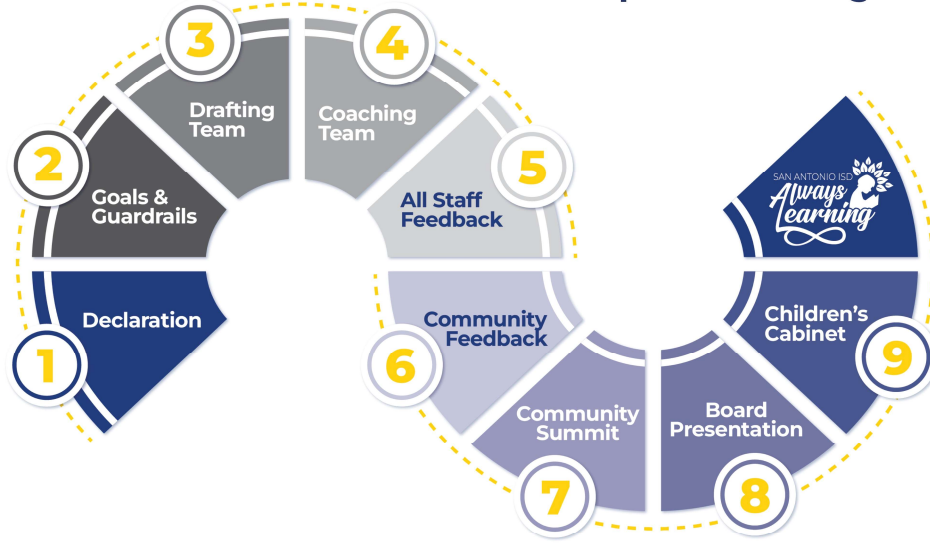 1
Declaration
2
Goals &
Guardrails
3
Drafting
Team
4
Coaching
Team
5
All Staff
Feedback
6
Community
Feedback
7
Community
Summit
8
Board
Presentation
9
Children's
Cabinet
SAN ANTONIO ISD
Always
Learning